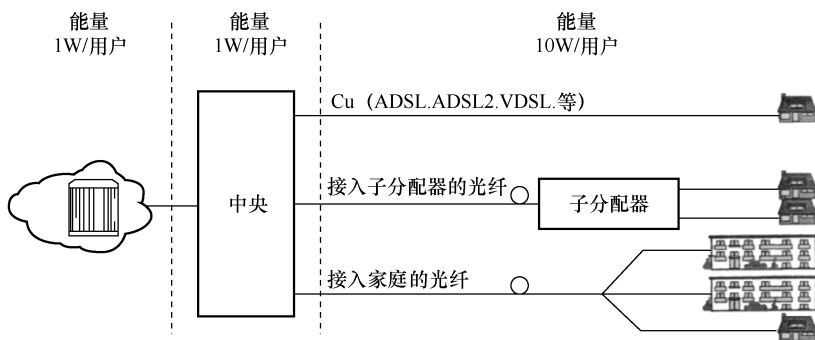 能量
1W/用户
能量
1W/用户
能量
10W/用户
Cu（ADSL.ADSL2.VDSL.等）
接入子分配器的光纤
子分配器
中央
接入家庭的光纤